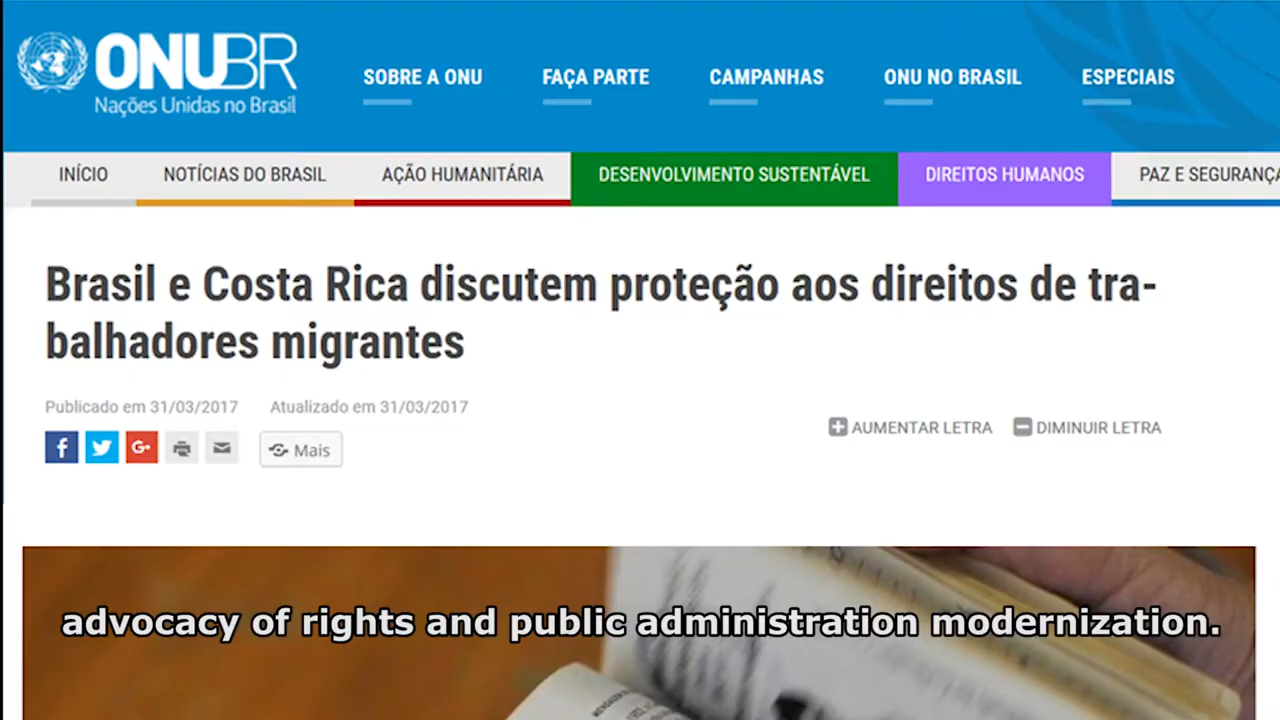 ONUBR
Nações Unidas no Brasil
SOBRE A ONU
FAÇA PARTE
CAMPANHAS
ONU NO BRASIL
ESPECIAIS
INÍCIO
NOTÍCIAS DO BRASIL
AÇÃO HUMANITÁRIA
DESENVOLVIMENTO SUSTENTÁVEL
DIREITOS HUMANOS
PAZ E SEGURANÇA
Brasil e Costa Rica discutem proteção aos direitos de tra-
balhadores migrantes
Publicado em 31/03/2017
Atualizado em 31/03/2017
AUMENTAR LETRA
DIMINUIR LETRA
f
G+
Mais
advocacy of rights and public administration modernization.